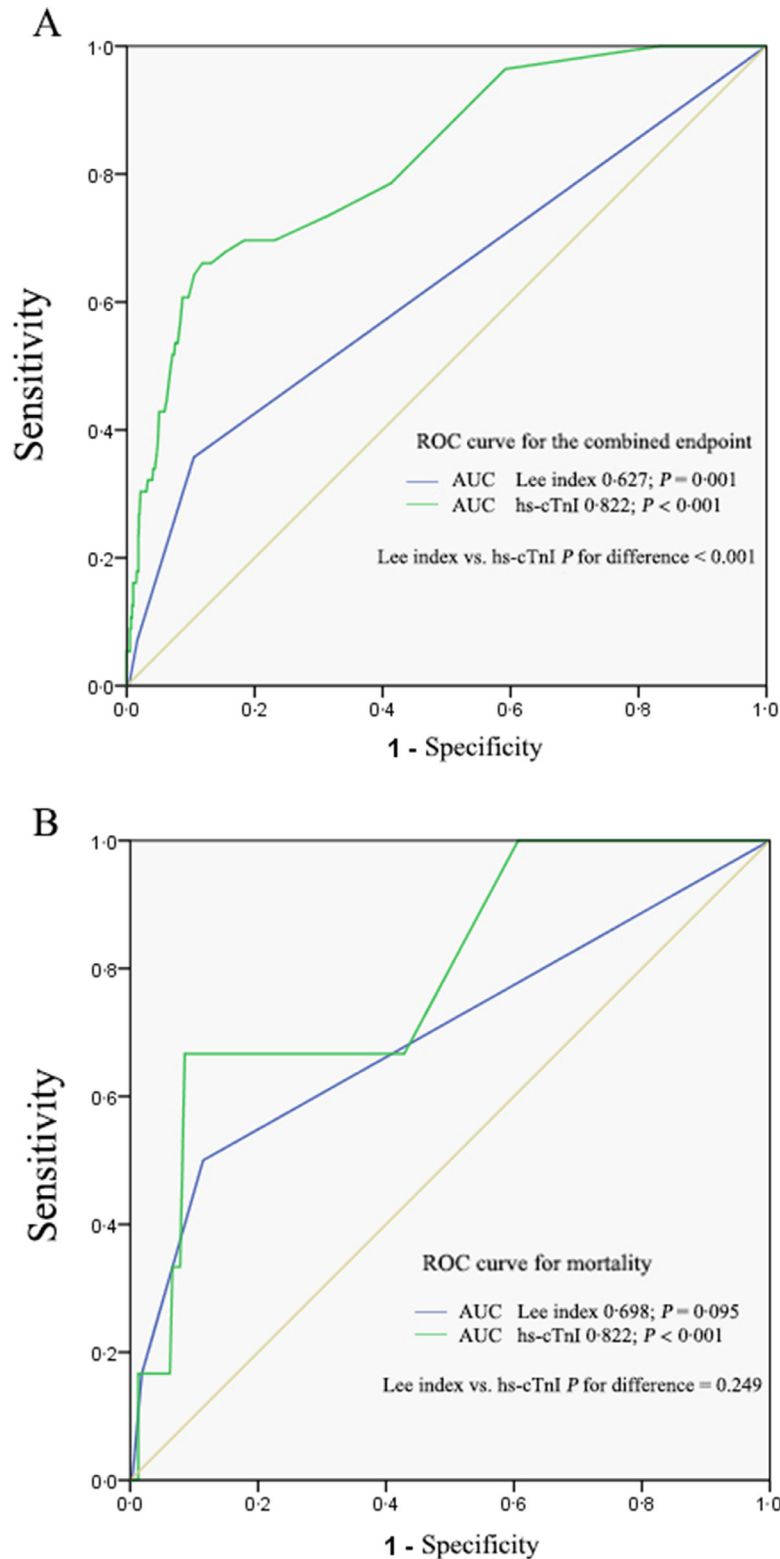 A
1·0
0·8
0·6
0·4
0·2
0·0
Sensitivity
ROC curve for the combined endpoint
AUC Lee index 0·627; P = 0·001
AUC hs-cTnI 0·822; P < 0·001
Lee index vs. hs-cTnI P for difference < 0.001
0·0 0·2 0·4 0·6 0·8 1·0
1 - Specificity
B
1·0
0·8
0·6
0·4
0·2
0·0
Sensitivity
ROC curve for mortality
AUC Lee index 0·698; P = 0·095
AUC hs-cTnI 0·822; P < 0·001
Lee index vs. hs-cTnI P for difference = 0.249
0·0 0·2 0·4 0·6 0·8 1·0
1 - Specificity